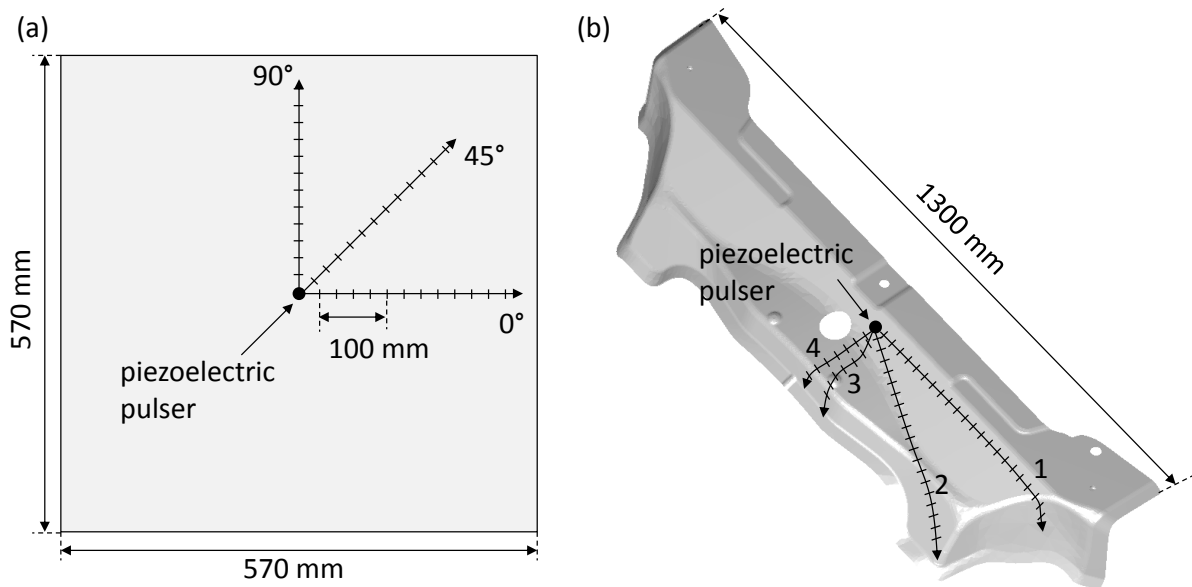 (a)
90°
45°
0°
100 mm
570 mm
piezoelectric
pulser
570 mm
(b)
1300 mm
piezoelectric
pulser
4
3
2
1